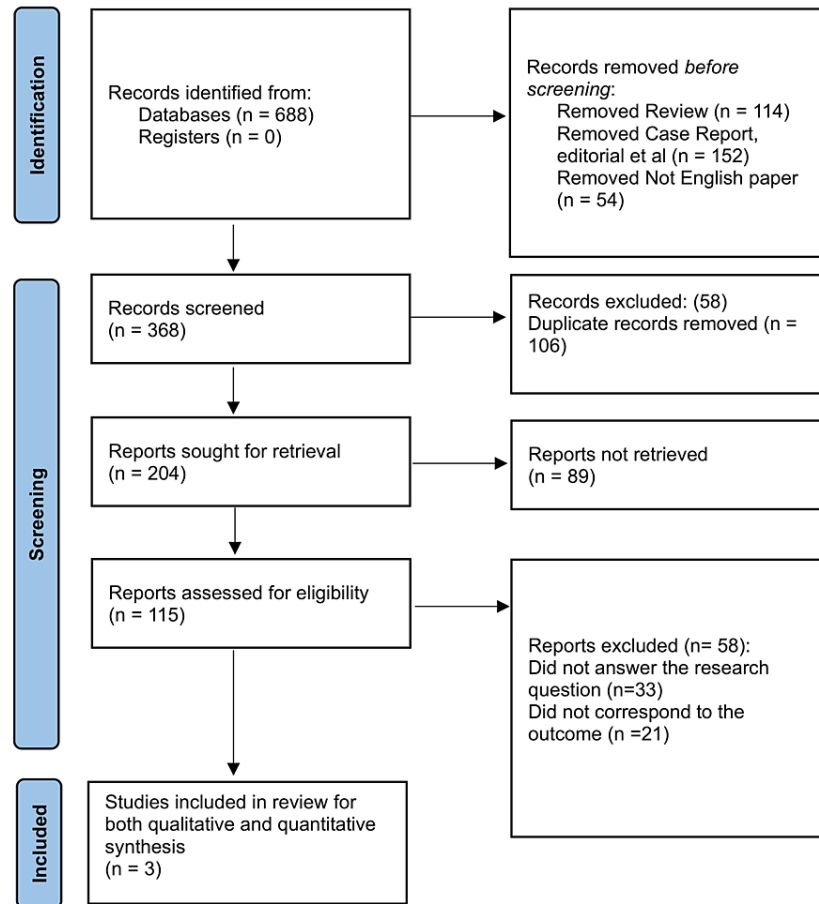 Identification
Records identified from:
Databases (n = 688)
Registers (n = 0)
Records removed before
screening:
Removed Review (n = 114)
Removed Case Report,
editorial et al (n = 152)
Removed Not English paper
(n = 54)
Screening
Records screened
(n = 368)
Records excluded: (58)
Duplicate records removed (n =
106)
Reports sought for retrieval
(n = 204)
Reports not retrieved
(n = 89)
Reports assessed for eligibility
(n = 115)
Reports excluded (n= 58):
Did not answer the research
question (n=33)
Did not correspond to the
outcome (n =21)
Included
Studies included in review for
both qualitative and quantitative
synthesis
(n = 3)